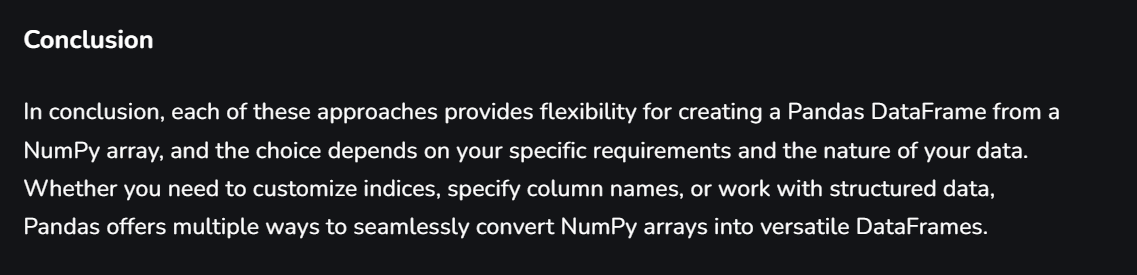 Conclusion
In conclusion, each of these approaches provides flexibility for creating a Pandas DataFrame from a
NumPy array, and the choice depends on your specific requirements and the nature of your data.
Whether you need to customize indices, specify column names, or work with structured data,
Pandas offers multiple ways to seamlessly convert NumPy arrays into versatile DataFrames.